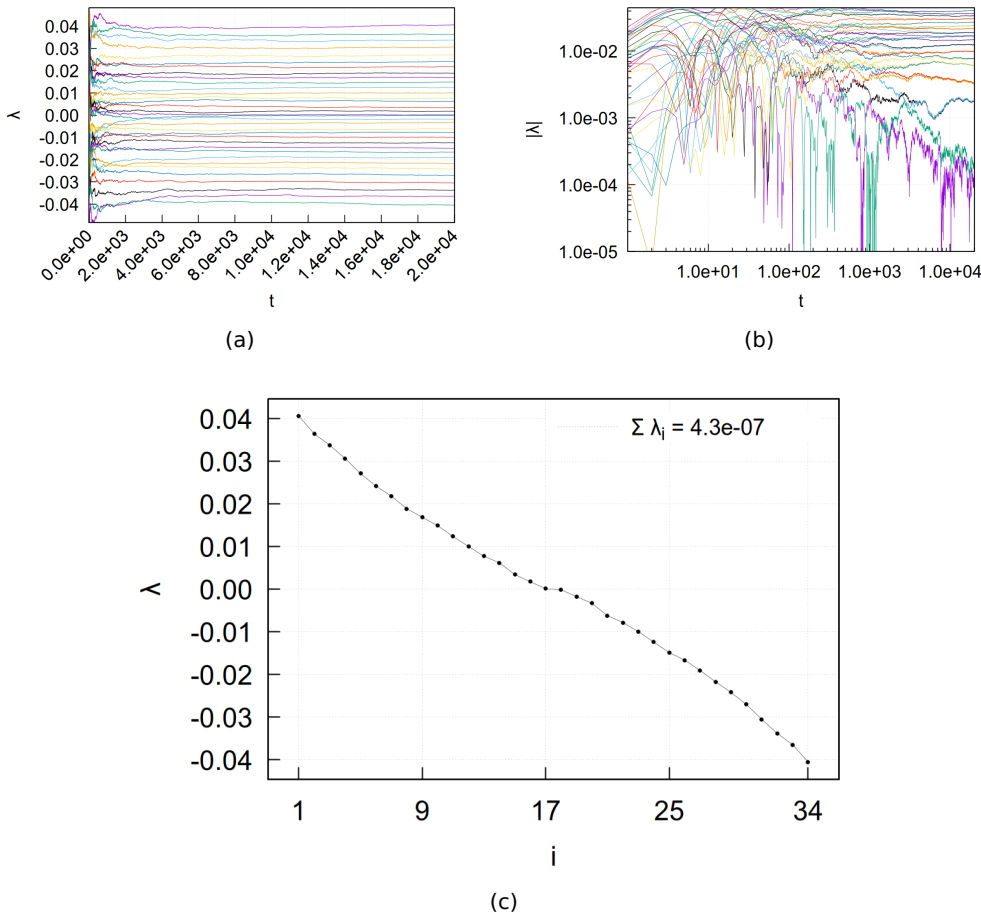 0.04
0.03
0.02
0.01
0.00
-0.01
-0.02
-0.03
-0.04
λ
0.0e+00
2.0e+03
4.0e+03
6.0e+03
8.0e+03
1.0e+04
1.2e+04
1.4e+04
1.6e+04
1.8e+04
2.0e+04
t
(a)
1.0e-02
1.0e-03
1.0e-04
1.0e-05
|λ|
1.0e+01
1.0e+02
1.0e+03
1.0e+04
t
(b)
Σ λi = 4.3e-07
0.04
0.03
0.02
0.01
0.00
-0.01
-0.02
-0.03
-0.04
λ
1 9 17 25 34
i
(c)